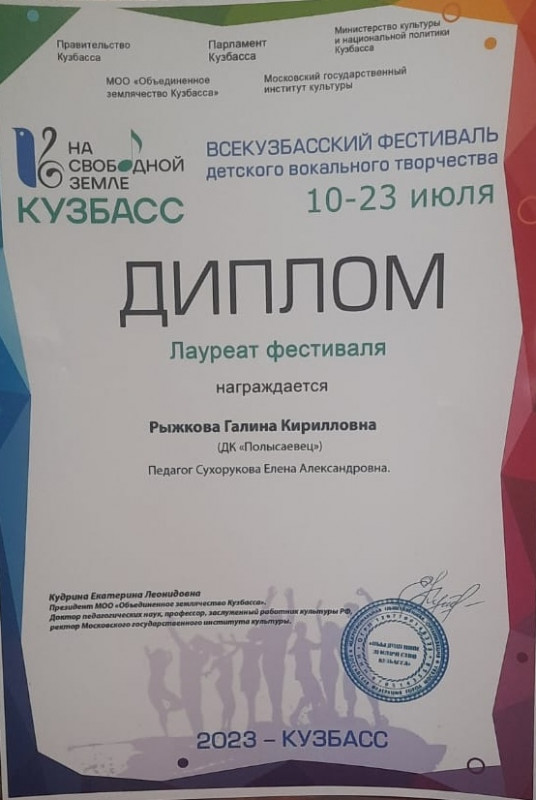 Правительство
Кузбасса
Парламент
Кузбасса
Министерство культуры
и национальной политики
Кузбасса
МОО «Объединенное
землячество Кузбасса»
Московский государственный
институт культуры
НА
СВОБОДНОЙ
ЗЕМЛЕ
КУЗБАСС
ВСЕКУЗБАССКИЙ ФЕСТИВАЛЬ
детского вокального творчества
10-23 июля
ДИПЛОМ
Лауреат фестиваля
награждается
Рыжкова Галина Кирилловна
(ДК «Полысаевец»)
Педагог Сухорукова Елена Александровна.
Кудрина Екатерина Леонидовна
Президент МОО «Объединенное землячество Кузбасса».
Доктор педагогических наук, профессор, заслуженный работник культуры РФ,
ректор Московского государственного института культуры.
2023 – КУЗБАСС